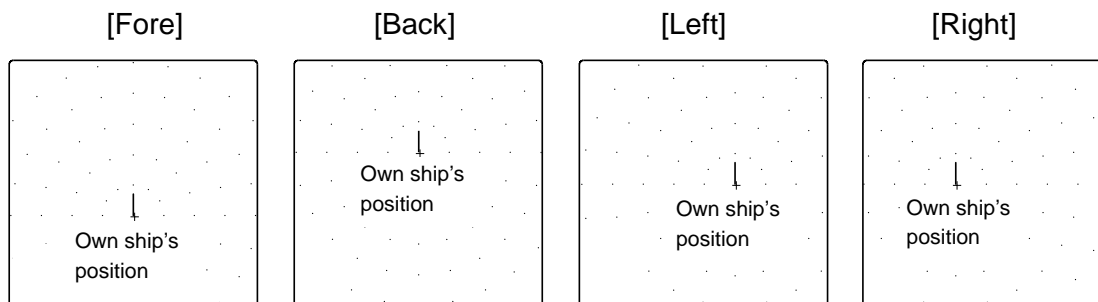 [Fore]
[Back]
[Left]
[Right]
Own ship's
position
Own ship's
position
Own ship's
position
Own ship's
position